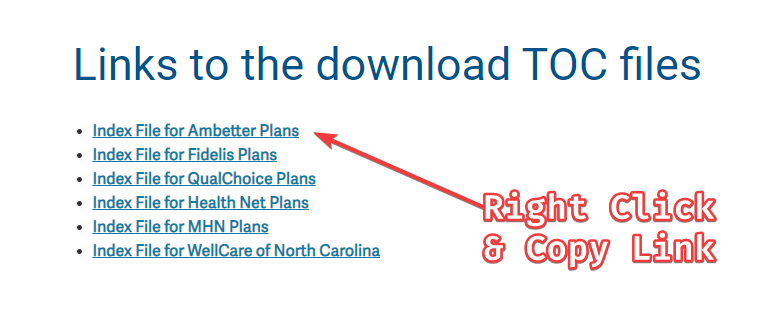 Links to the download TOC files
Index File for Ambetter Plans
Index File for Fidelis Plans
Index File for QualChoice Plans
Index File for Health Net Plans
Index File for MHN Plans
Index File for WellCare of North Carolina
Right Click
& Copy Link